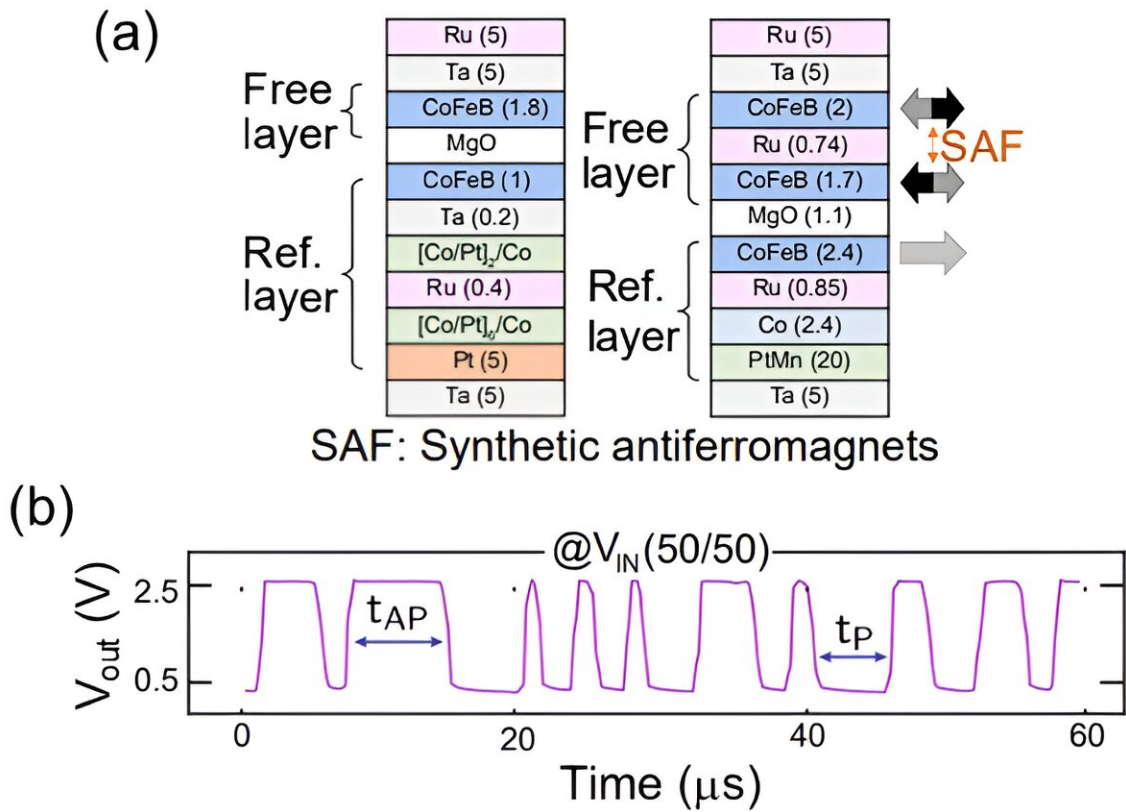 (a)
Ru (5)
Ta (5)
CoFeB (1.8)
MgO
CoFeB (1)
Ta (0.2)
[Co/Pt]₂/Co
Ru (0.4)
[Co/Pt]₆/Co
Pt (5)
Ta (5)
Free
layer
Ref.
layer
Ru (5)
Ta (5)
CoFeB (2)
Ru (0.74)
CoFeB (1.7)
MgO (1.1)
CoFeB (2.4)
Ru (0.85)
Co (2.4)
PtMn (20)
Ta (5)
Free
layer
Ref.
layer
SAF
SAF: Synthetic antiferromagnets
(b)
@V_IN (50/50)
V_out (V)
2.5
0.5
t_AP
t_P
0 20 40 60
Time (μs)